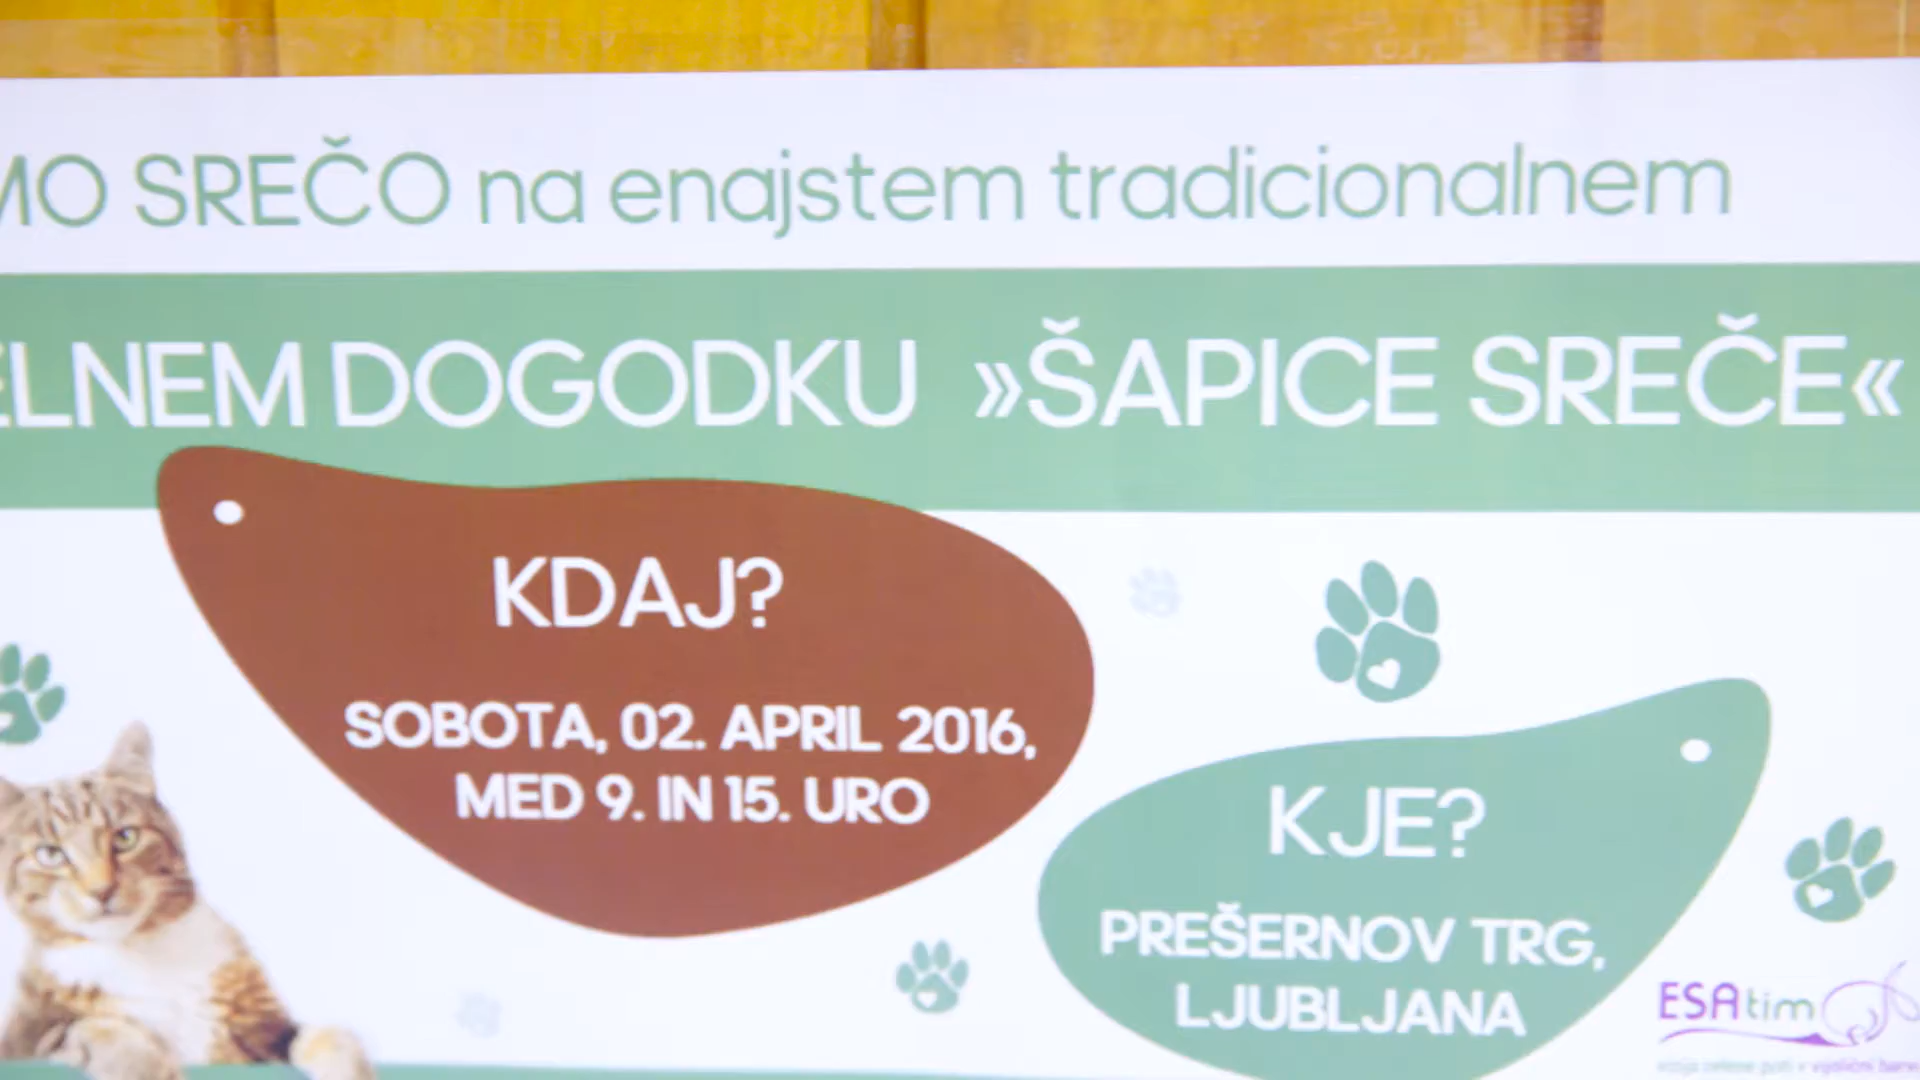 MO SREČO na enajstem tradicionalnem
ELNEM DOGODKU »ŠAPICE SREČE«
KDAJ?
SOBOTA, 02. APRIL 2016,
MED 9. IN 15. URO
KJE?
PREŠERNOV TRG,
LJUBLJANA
ESAtim